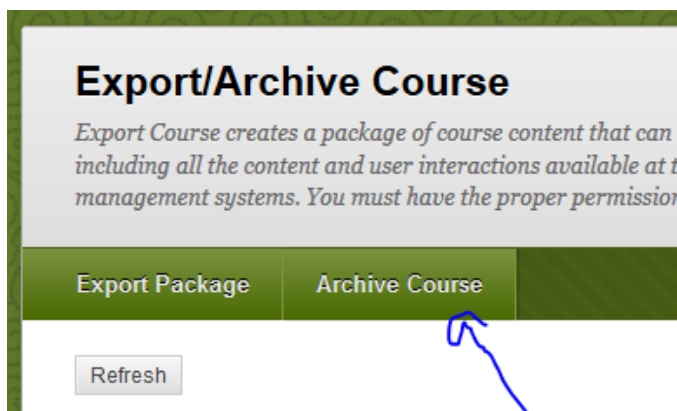 Export/Archive Course
Export Course creates a package of course content that can
including all the content and user interactions available at
management systems. You must have the proper permission
Export Package Archive Course
Refresh